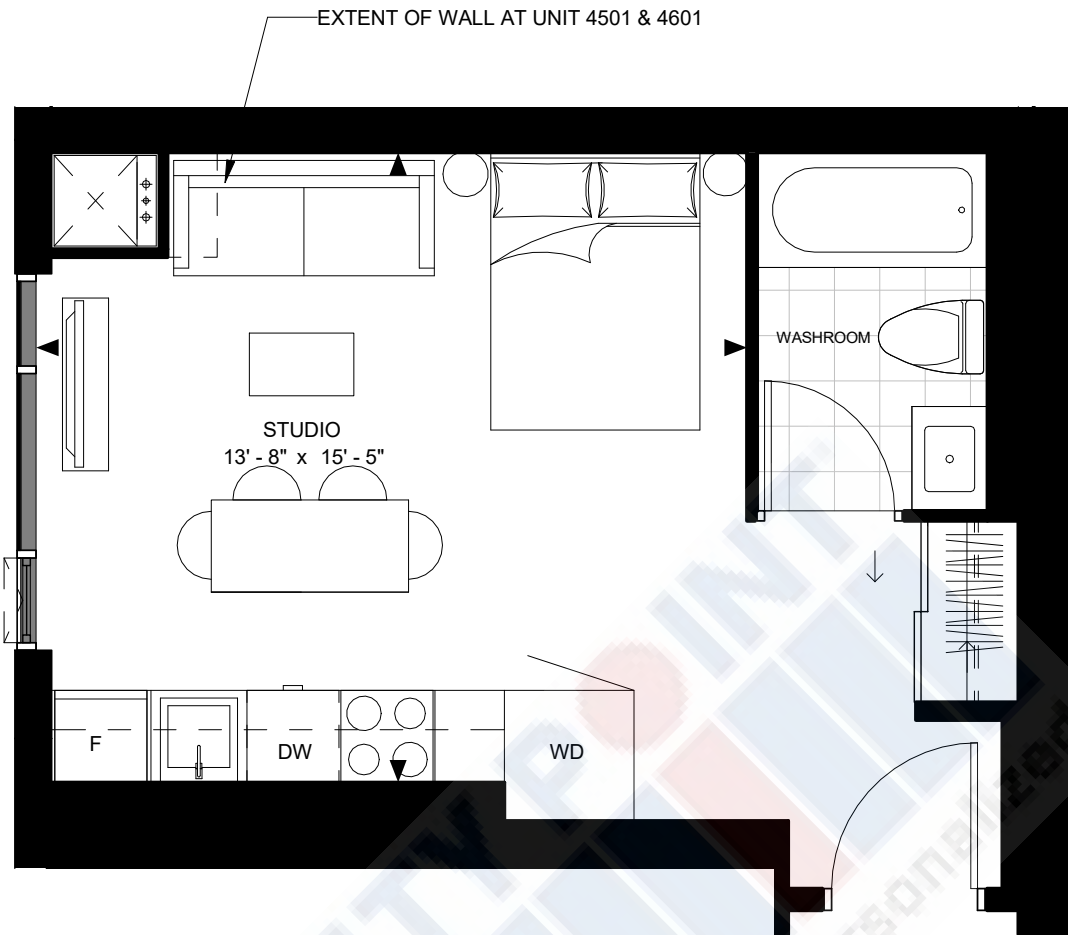 EXTENT OF WALL AT UNIT 4501 & 4601
WASHROOM
STUDIO
13' - 8" x 15' - 5"
F
DW
WD